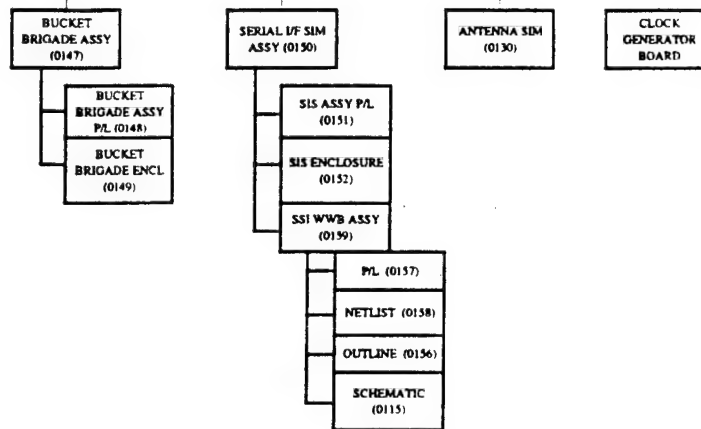 BUCKET
BRIGADE ASSY
(0147)
BUCKET
BRIGADE ASSY
P/L (0148)
BUCKET
BRIGADE ENCL
(0149)
SERIAL I/F SIM
ASSY (0150)
SIS ASSY P/L
(0151)
SIS ENCLOSURE
(0152)
SSI WWB ASSY
(0159)
P/L (0157)
NETLIST (0158)
OUTLINE (0156)
SCHEMATIC
(0115)
ANTENNA SIM
(0130)
CLOCK
GENERATOR
BOARD